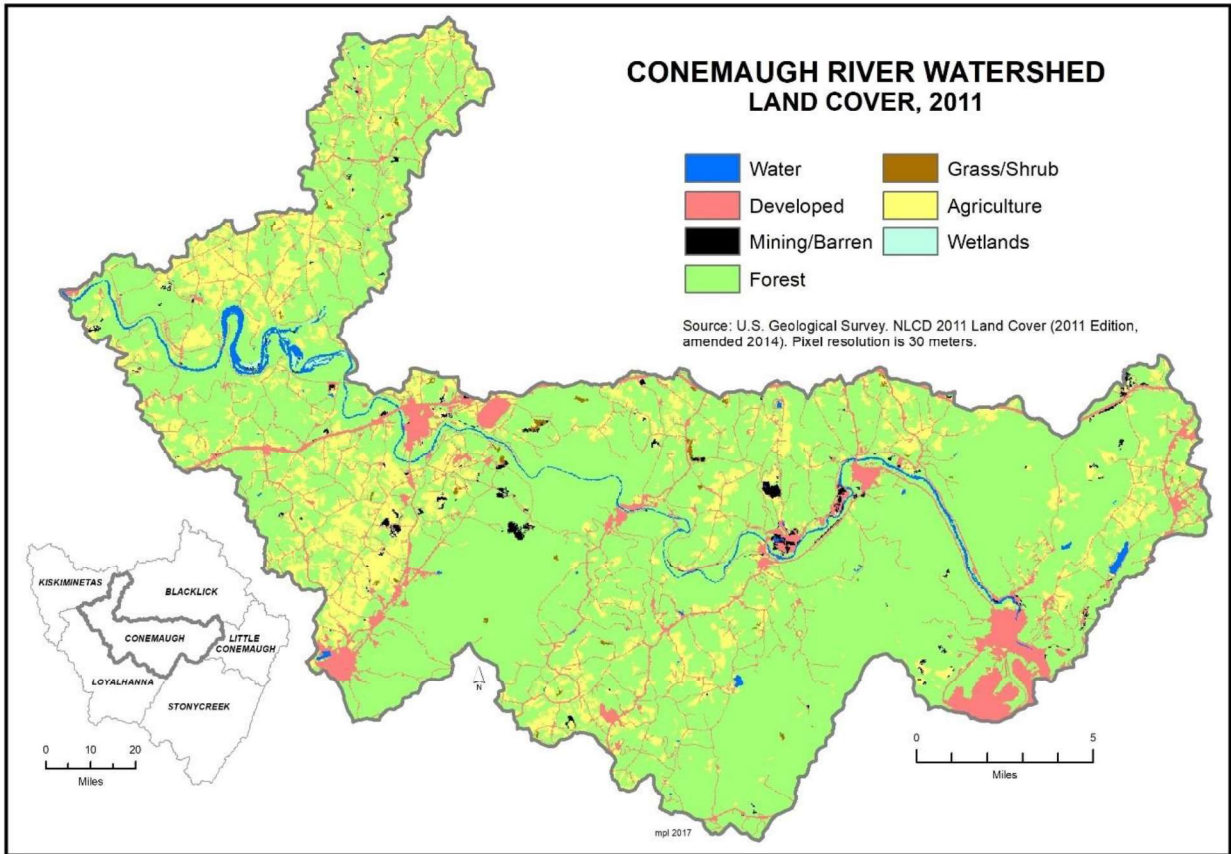 CONEMAUGH RIVER WATERSHED
LAND COVER, 2011
Water
Developed
Mining/Barren
Forest
Grass/Shrub
Agriculture
Wetlands
Source: U.S. Geological Survey. NLCD 2011 Land Cover (2011 Edition,
amended 2014). Pixel resolution is 30 meters.
KISKIMINETAS
BLACKLICK
CONEMAUGH
LITTLE
CONEMAUGH
LOYALHANNA
STONYCREEK
0 10 20
Miles
N
0 5
Miles
mpl 2017